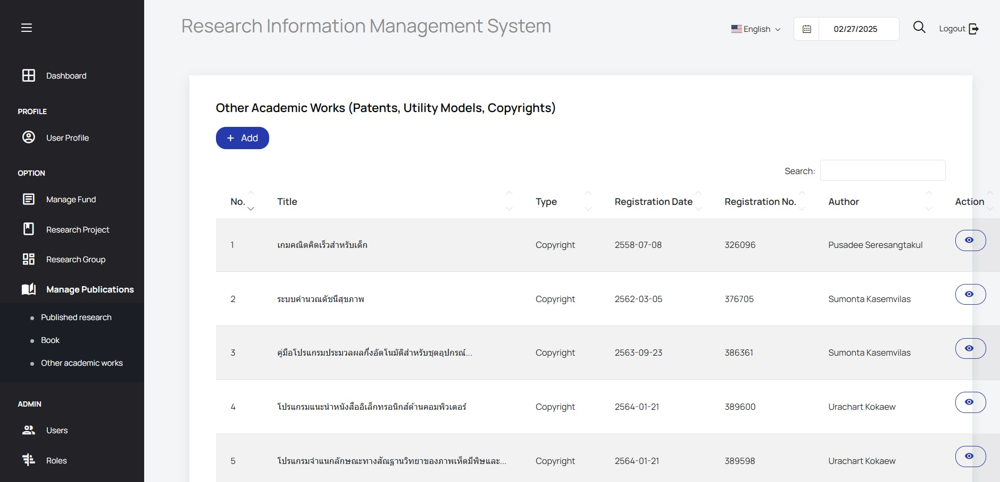 Research Information Management System
English
02/27/2025
Logout
Dashboard
PROFILE
User Profile
OPTION
Manage Fund
Research Project
Research Group
Manage Publications
Published research
Book
Other academic works
ADMIN
Users
Roles
Other Academic Works (Patents, Utility Models, Copyrights)
+ Add
Search:
No. Title Type Registration Date Registration No. Author Action
1 เกมคณิตคิดเร็วสำหรับเด็ก Copyright 2558-07-08 326096 Pusadee Seresangtakul
2 ระบบคำนวณดัชนีสุขภาพ Copyright 2562-03-05 376705 Sumonta Kasemvilas
3 คู่มือโปรแกรมประมวลผลกึ่งอัตโนมัติสำหรับชุดอุปกรณ์... Copyright 2563-09-23 386361 Sumonta Kasemvilas
4 โปรแกรมแนะนำหนังสืออิเล็กทรอนิกส์ด้านคอมพิวเตอร์ Copyright 2564-01-21 389600 Urachart Kokaew
5 โปรแกรมจำแนกลักษณะทางสัณฐานวิทยาของภาพเห็ดมีพิษและ... Copyright 2564-01-21 389598 Urachart Kokaew